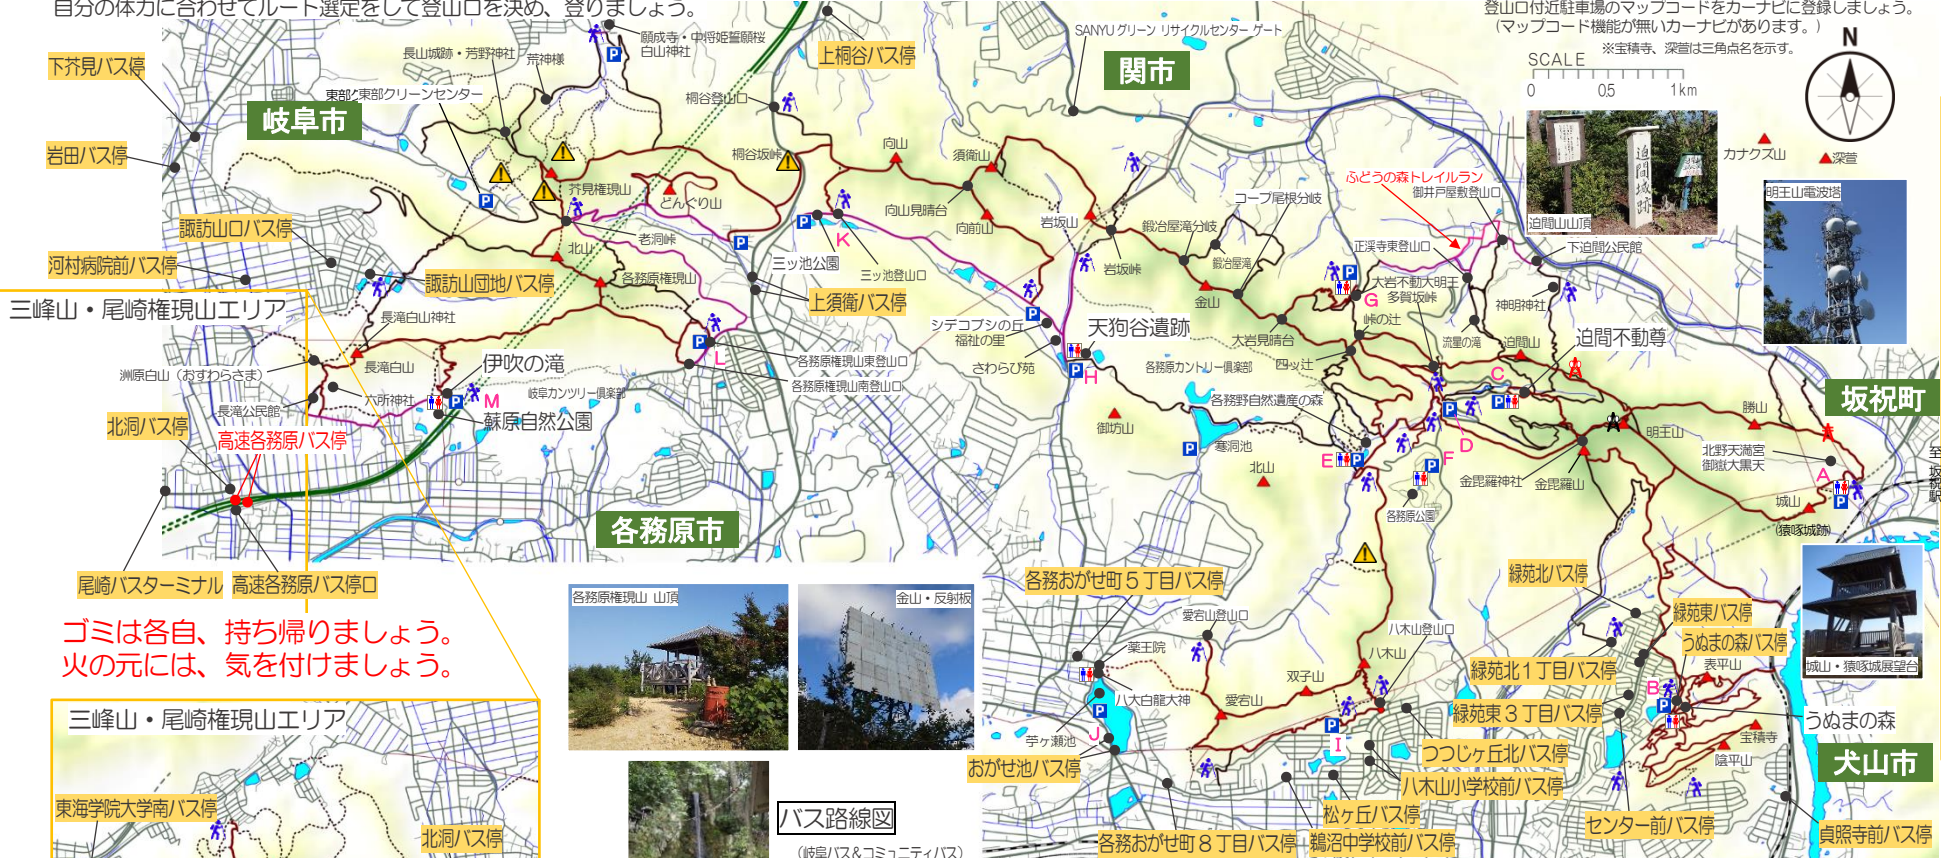 自分の体力に合わせてルート選定をして登山口を決め、登りましょう。
登山口付近駐車場のマップコードをカーナビに登録しましょう。
(マップコード機能が無いカーナビがあります。)
※宝積寺、深萱は三角点名を示す。
SCALE
0 0.5 1km
N
下芥見バス停
岐阜市
岩田バス停
諏訪山口バス停
河村病院前バス停
諏訪山団地バス停
三峰山・尾崎権現山エリア
長山城跡・芳野神社
荒神様
願成寺・中将姫誓願桜
白山神社
東部クリーンセンター
桐谷登山口
上桐谷バス停
SANYUグリーン リサイクルセンター ゲート
関市
桐谷坂峠
向山
須衛山
芥見権現山
どんぐり山
老洞峠
北山
各務原権現山
向山見晴台
向前山
K
三ッ池公園
三ッ池登山口
上須衛バス停
岩坂山
岩坂峠
鍛冶屋滝分岐
鍛冶屋滝
コープ尾根分岐
金山
大岩見晴台
ふどうの森トレイルラン
御井戸屋敷登山口
正渓寺東登山口
下迫間公民館
大岩不動大明王
多賀坂峠
G
峠の辻
神明神社
流星の滝
迫間山
迫間不動尊
四ッ辻
C
迫間山山頂
迫間城跡
カナクズ山
深萱
明王山電波塔
長滝白山神社
長滝白山
洲原白山(おすわらさま)
六所神社
長滝公民館
伊吹の滝
M
蘇原自然公園
岐阜カンツリー倶楽部
L
各務原権現山東登山口
各務原権現山南登山口
シデコブシの丘
福祉の里
さわらび苑
天狗谷遺跡
H
各務原カントリー倶楽部
各務野自然遺産の森
御坊山
寒洞池
北山
E
F
D
各務原公園
金毘羅神社
金毘羅山
明王山
勝山
坂祝町
北野天満宮
御嶽大黒天
A
城山
(猿啄城跡)
至 坂祝駅
北洞バス停
高速各務原バス停
各務原市
尾崎バスターミナル
高速各務原バス停口
ゴミは各自、持ち帰りましょう。
火の元には、気を付けましょう。
各務原権現山 山頂
金山・反射板
各務おがせ町5丁目バス停
薬王院
八大白龍大神
苧ヶ瀬池
J
おがせ池バス停
愛宕山登山口
愛宕山
双子山
八木山
八木山登山口
I
つつじヶ丘北バス停
八木山小学校前バス停
松ヶ丘バス停
鵜沼中学校前バス停
各務おがせ町8丁目バス停
緑苑北バス停
緑苑東バス停
うぬまの森バス停
緑苑北1丁目バス停
緑苑東3丁目バス停
表平山
B
うぬまの森
宝積寺
陰平山
城山・猿啄城展望台
犬山市
センター前バス停
貞照寺前バス停
三峰山・尾崎権現山エリア
東海学院大学南バス停
北洞バス停
バス路線図
(岐阜バス&コミュニティバス)